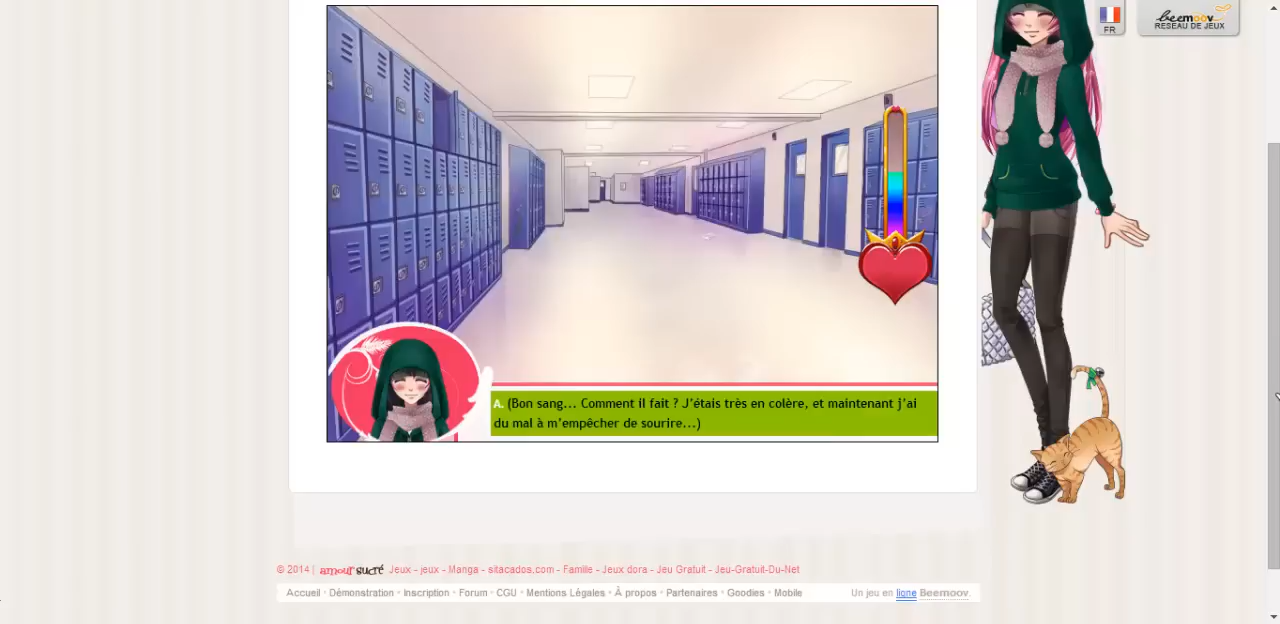 FR
beemoov
RESEAU DE JEUX
A. (Bon sang... Comment il fait ? J'étais très en colère, et maintenant j'ai
du mal à m'empêcher de sourire...)
© 2014 | amour sucré Jeux - jeux - Manga - sitacados.com - Famille - Jeux dora - Jeu Gratuit - Jeu-Gratuit-Du-Net
Accueil • Démonstration • Inscription • Forum • CGU • Mentions Légales • À propos • Partenaires • Goodies • Mobile
Un jeu en ligne Beemoov.